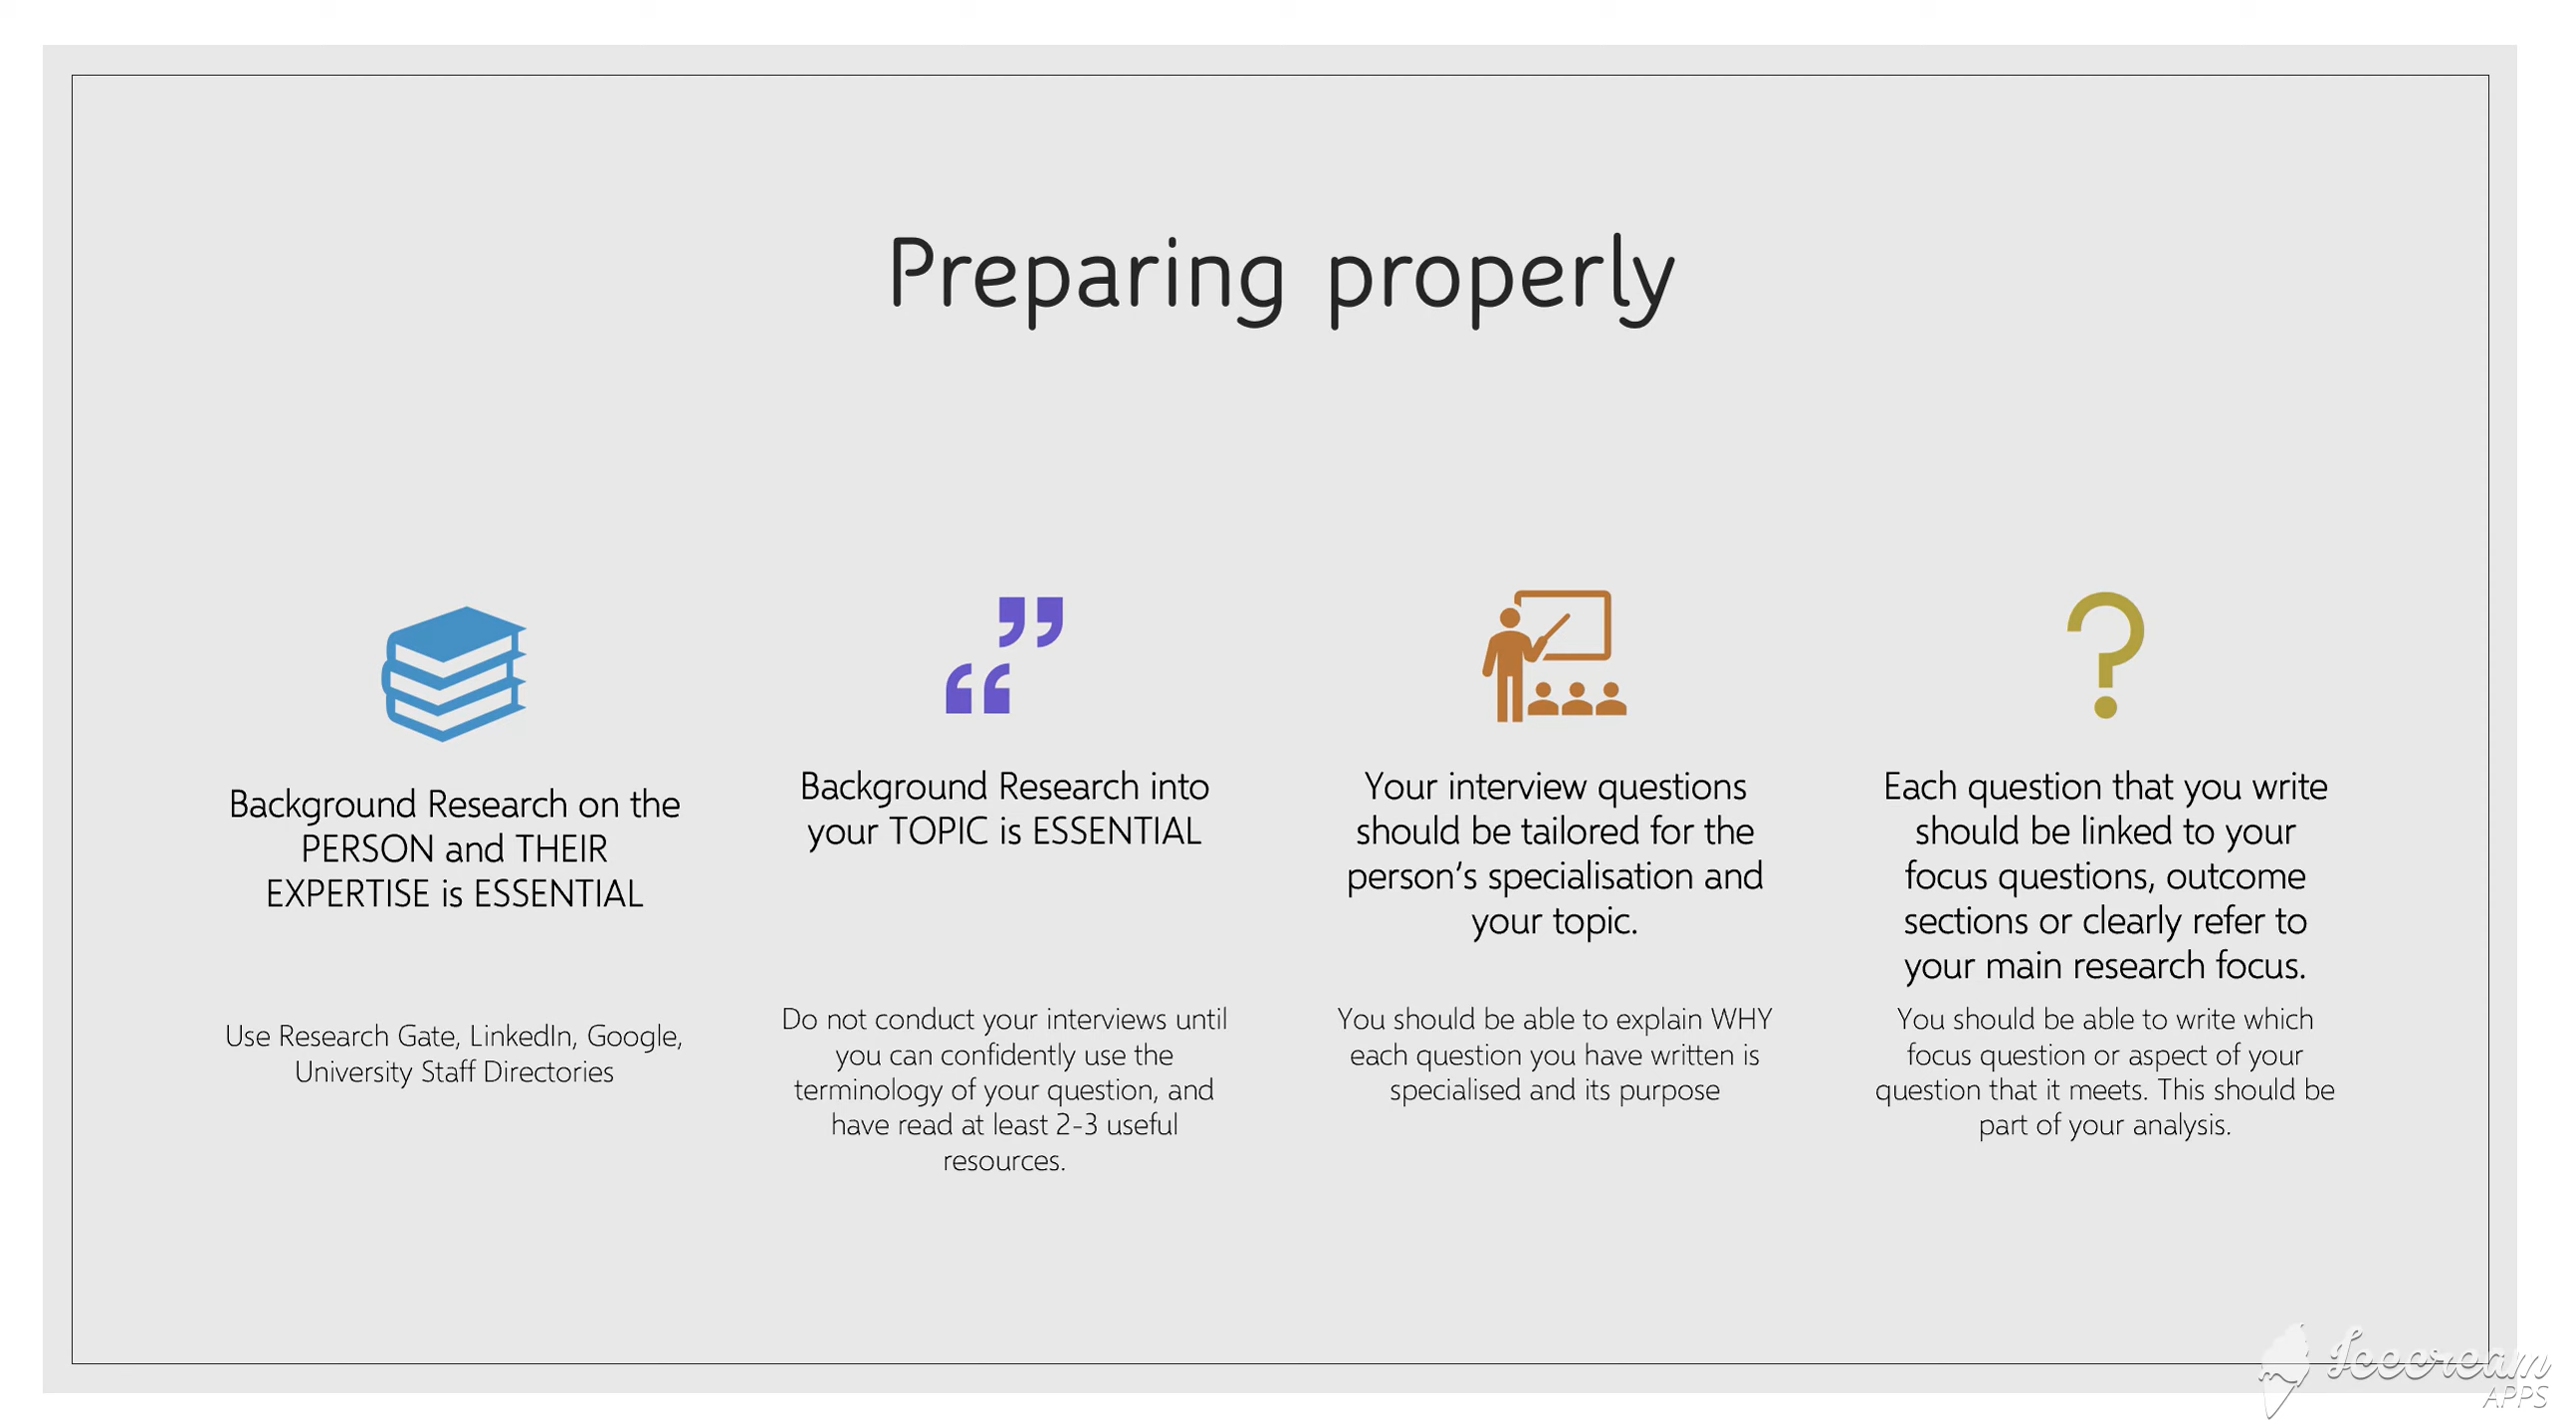 Preparing properly
Background Research on the
PERSON and THEIR
EXPERTISE is ESSENTIAL
Use Research Gate, LinkedIn, Google,
University Staff Directories
Background Research into
your TOPIC is ESSENTIAL
Do not conduct your interviews until
you can confidently use the
terminology of your question, and
have read at least 2-3 useful
resources.
Your interview questions
should be tailored for the
person's specialisation and
your topic.
You should be able to explain WHY
each question you have written is
specialised and its purpose
Each question that you write
should be linked to your
focus questions, outcome
sections or clearly refer to
your main research focus.
You should be able to write which
focus question or aspect of your
question that it meets. This should be
part of your analysis.
Icecream
APPS